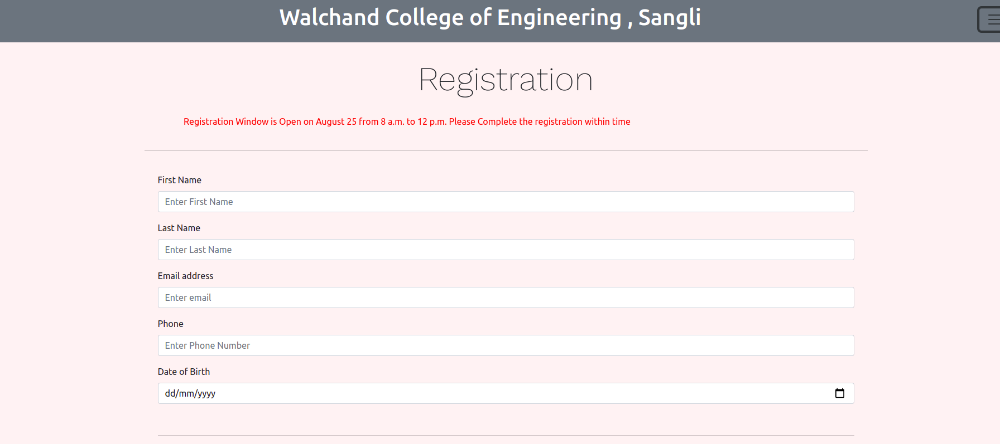 Walchand College of Engineering , Sangli
Registration
Registration Window is Open on August 25 from 8 a.m. to 12 p.m. Please Complete the registration within time
First Name
Enter First Name
Last Name
Enter Last Name
Email address
Enter email
Phone
Enter Phone Number
Date of Birth
dd/mm/yyyy